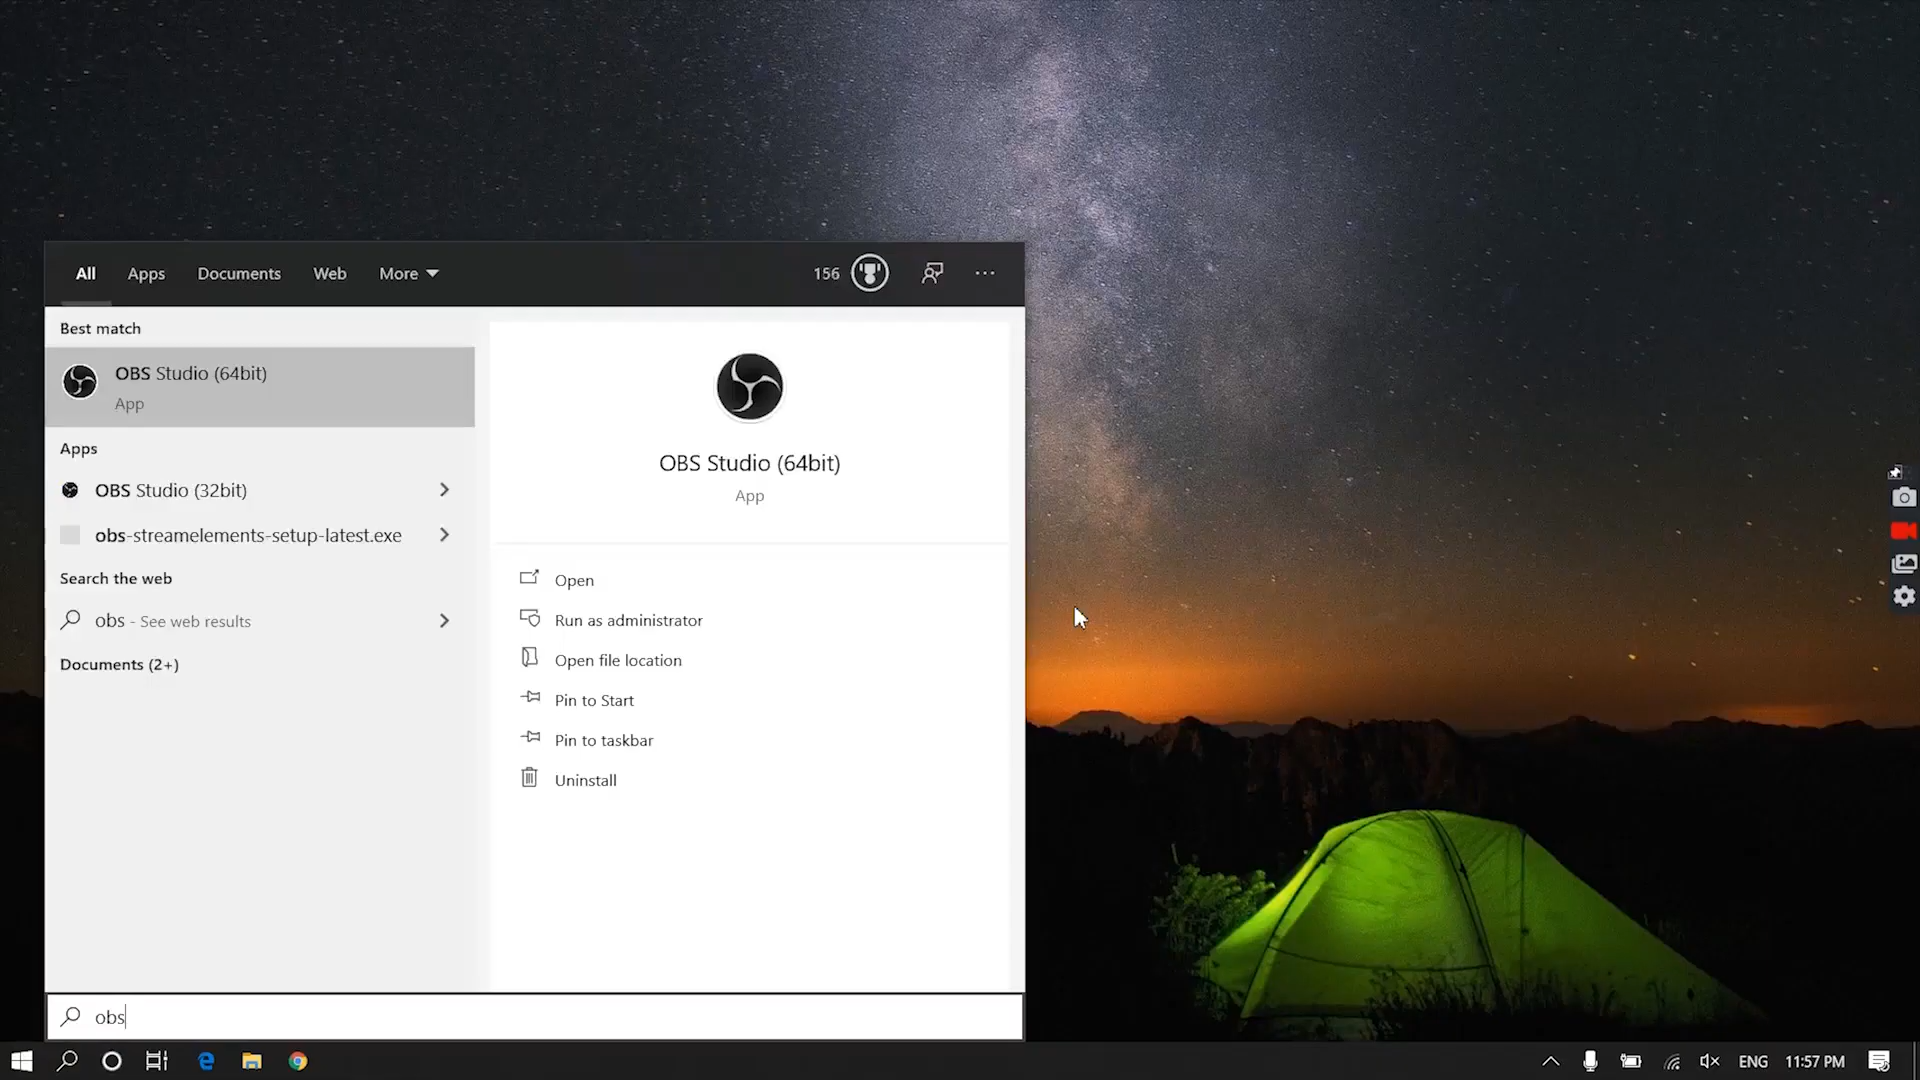 All Apps Documents Web More 156
Best match
OBS Studio (64bit)
App
Apps
OBS Studio (32bit)
obs-streamelements-setup-latest.exe
Search the web
obs - See web results
Documents (2+)
OBS Studio (64bit)
App
Open
Run as administrator
Open file location
Pin to Start
Pin to taskbar
Uninstall
obs
ENG 11:57 PM